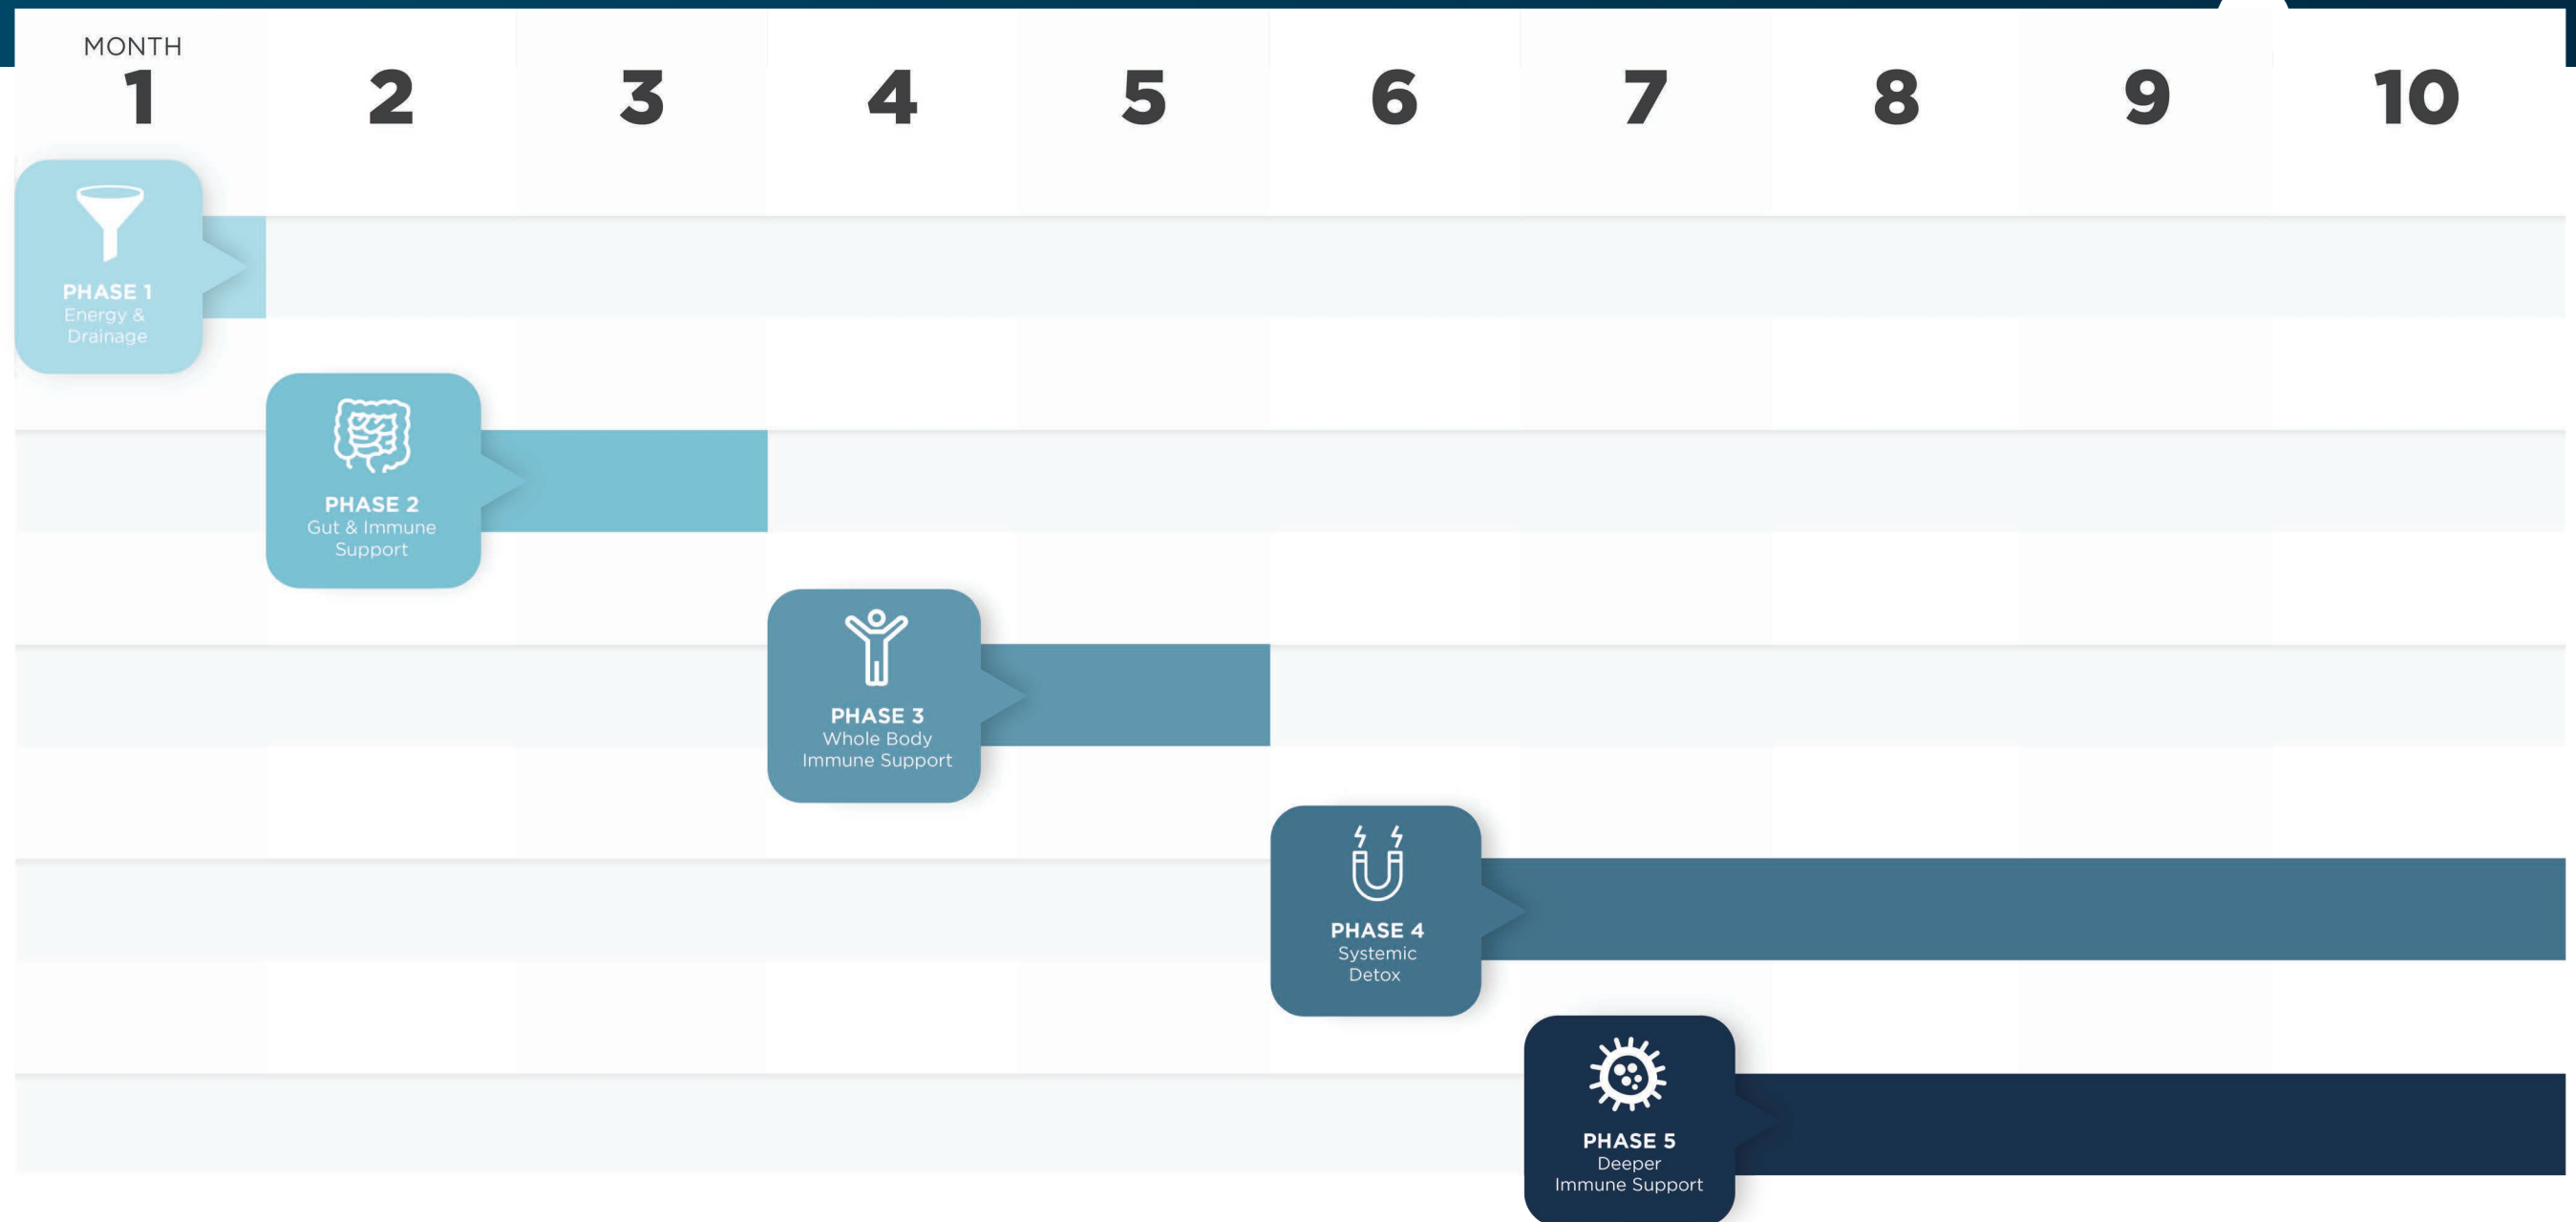 MONTH
1 2 3 4 5 6 7 8 9 10
PHASE 1
Energy &
Drainage
PHASE 2
Gut & Immune
Support
PHASE 3
Whole Body
Immune Support
PHASE 4
Systemic
Detox
PHASE 5
Deeper
Immune Support